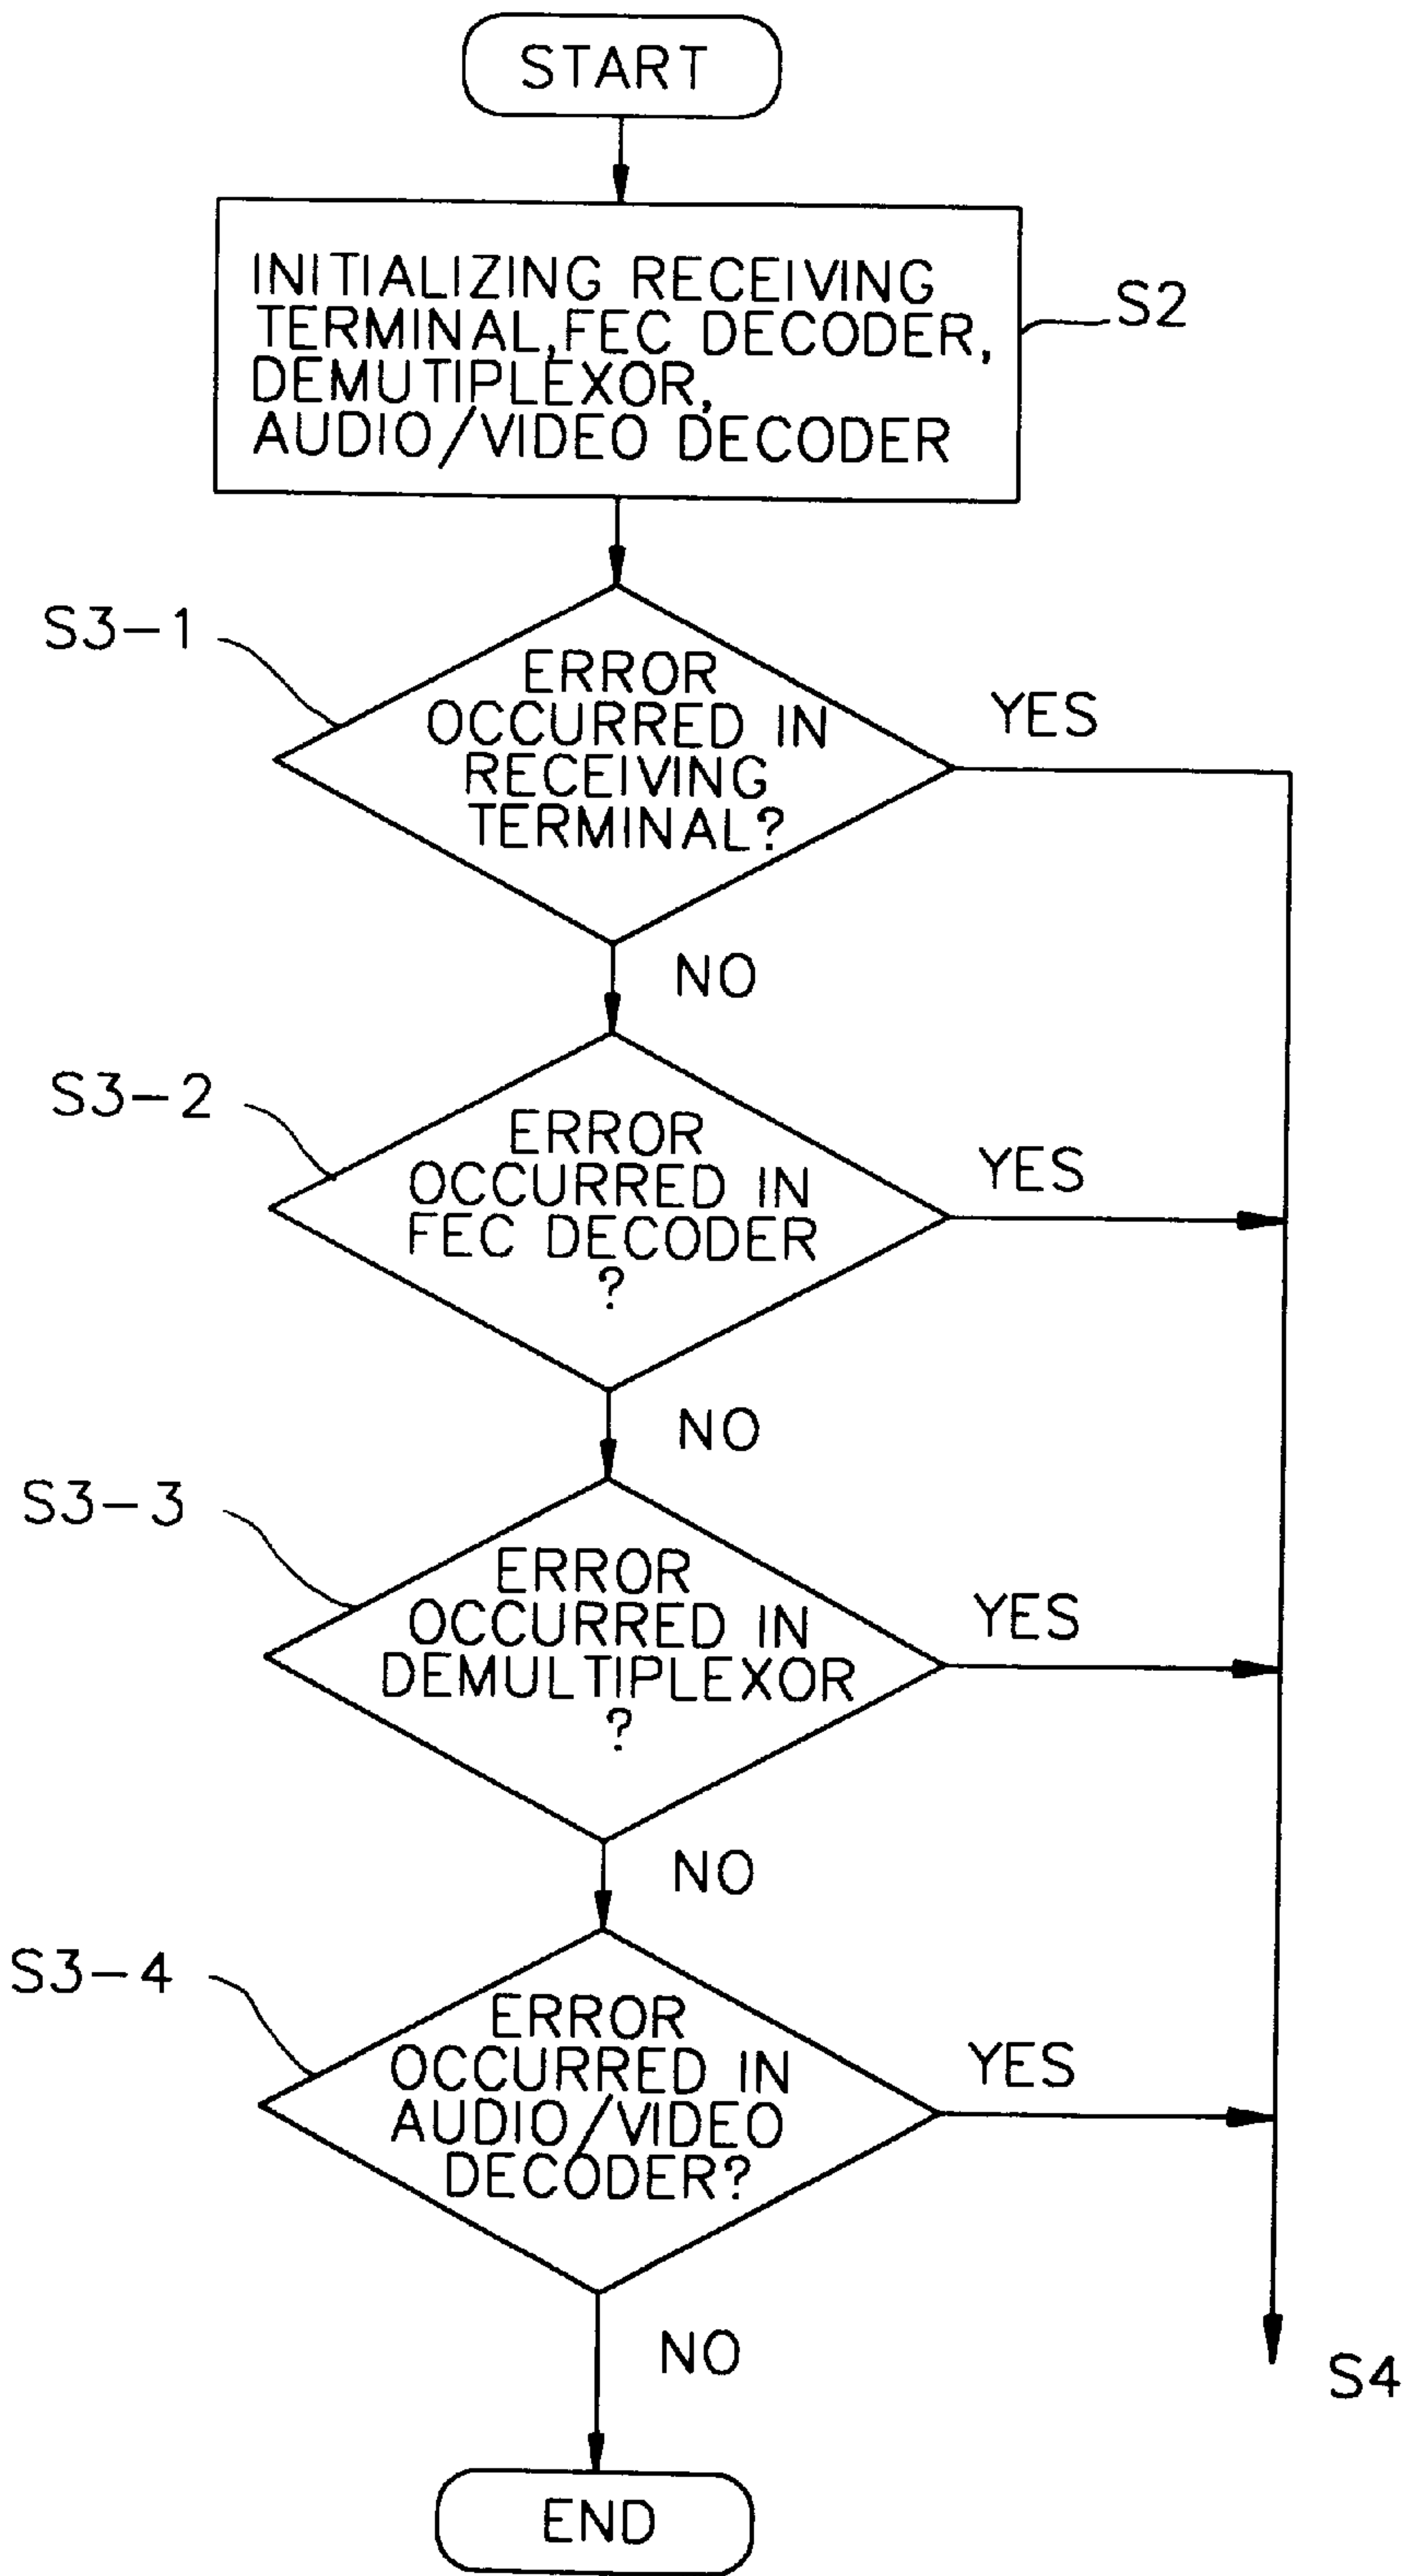 START
INITIALIZING RECEIVING
TERMINAL,FEC DECODER,
DEMUTIPLEXOR,
AUDIO/VIDEO DECODER
S2
S3-1
ERROR
OCCURRED IN
RECEIVING
TERMINAL?
YES
NO
S3-2
ERROR
OCCURRED IN
FEC DECODER
?
YES
NO
S3-3
ERROR
OCCURRED IN
DEMULTIPLEXOR
?
YES
NO
S3-4
ERROR
OCCURRED IN
AUDIO/VIDEO
DECODER?
YES
NO
S4
END